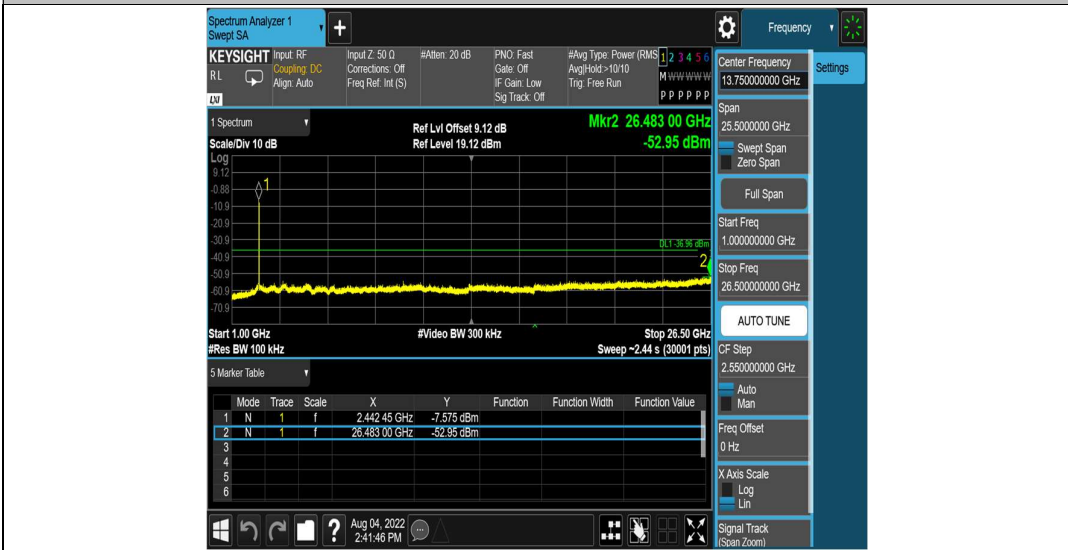 Spectrum Analyzer 1
Swept SA
+
Frequency
KEYSIGHT
RL
LXI
Input: RF
Coupling: DC
Align: Auto
Input Z: 50 Ω
Corrections: Off
Freq Ref: Int (S)
#Atten: 20 dB
PNO: Fast
Gate: Off
IF Gain: Low
Sig Track: Off
#Avg Type: Power (RMS
Avg|Hold:>10/10
Trig: Free Run
1 2 3 4 5 6
M W W W W W
P P P P P P
1 Spectrum
Scale/Div 10 dB
Ref Lvl Offset 9.12 dB
Ref Level 19.12 dBm
Mkr2 26.483 00 GHz
-52.95 dBm
Log
9.12
-0.88
-10.9
-20.9
-30.9
-40.9
-50.9
-60.9
-70.9
1
DL1 -36.96 dBm
2
Start 1.00 GHz
#Video BW 300 kHz
Stop 26.50 GHz
#Res BW 100 kHz
Sweep ~2.44 s (30001 pts)
5 Marker Table
Mode Trace Scale X Y Function Function Width Function Value
1 N 1 f 2.442 45 GHz -7.575 dBm
2 N 1 f 26.483 00 GHz -52.95 dBm
3
4
5
6
?
Aug 04, 2022
2:41:46 PM
Center Frequency
13.750000000 GHz
Settings
Span
25.5000000 GHz
Swept Span
Zero Span
Full Span
Start Freq
1.000000000 GHz
Stop Freq
26.500000000 GHz
AUTO TUNE
CF Step
2.550000000 GHz
Auto
Man
Freq Offset
0 Hz
X Axis Scale
Log
Lin
Signal Track
(Span Zoom)